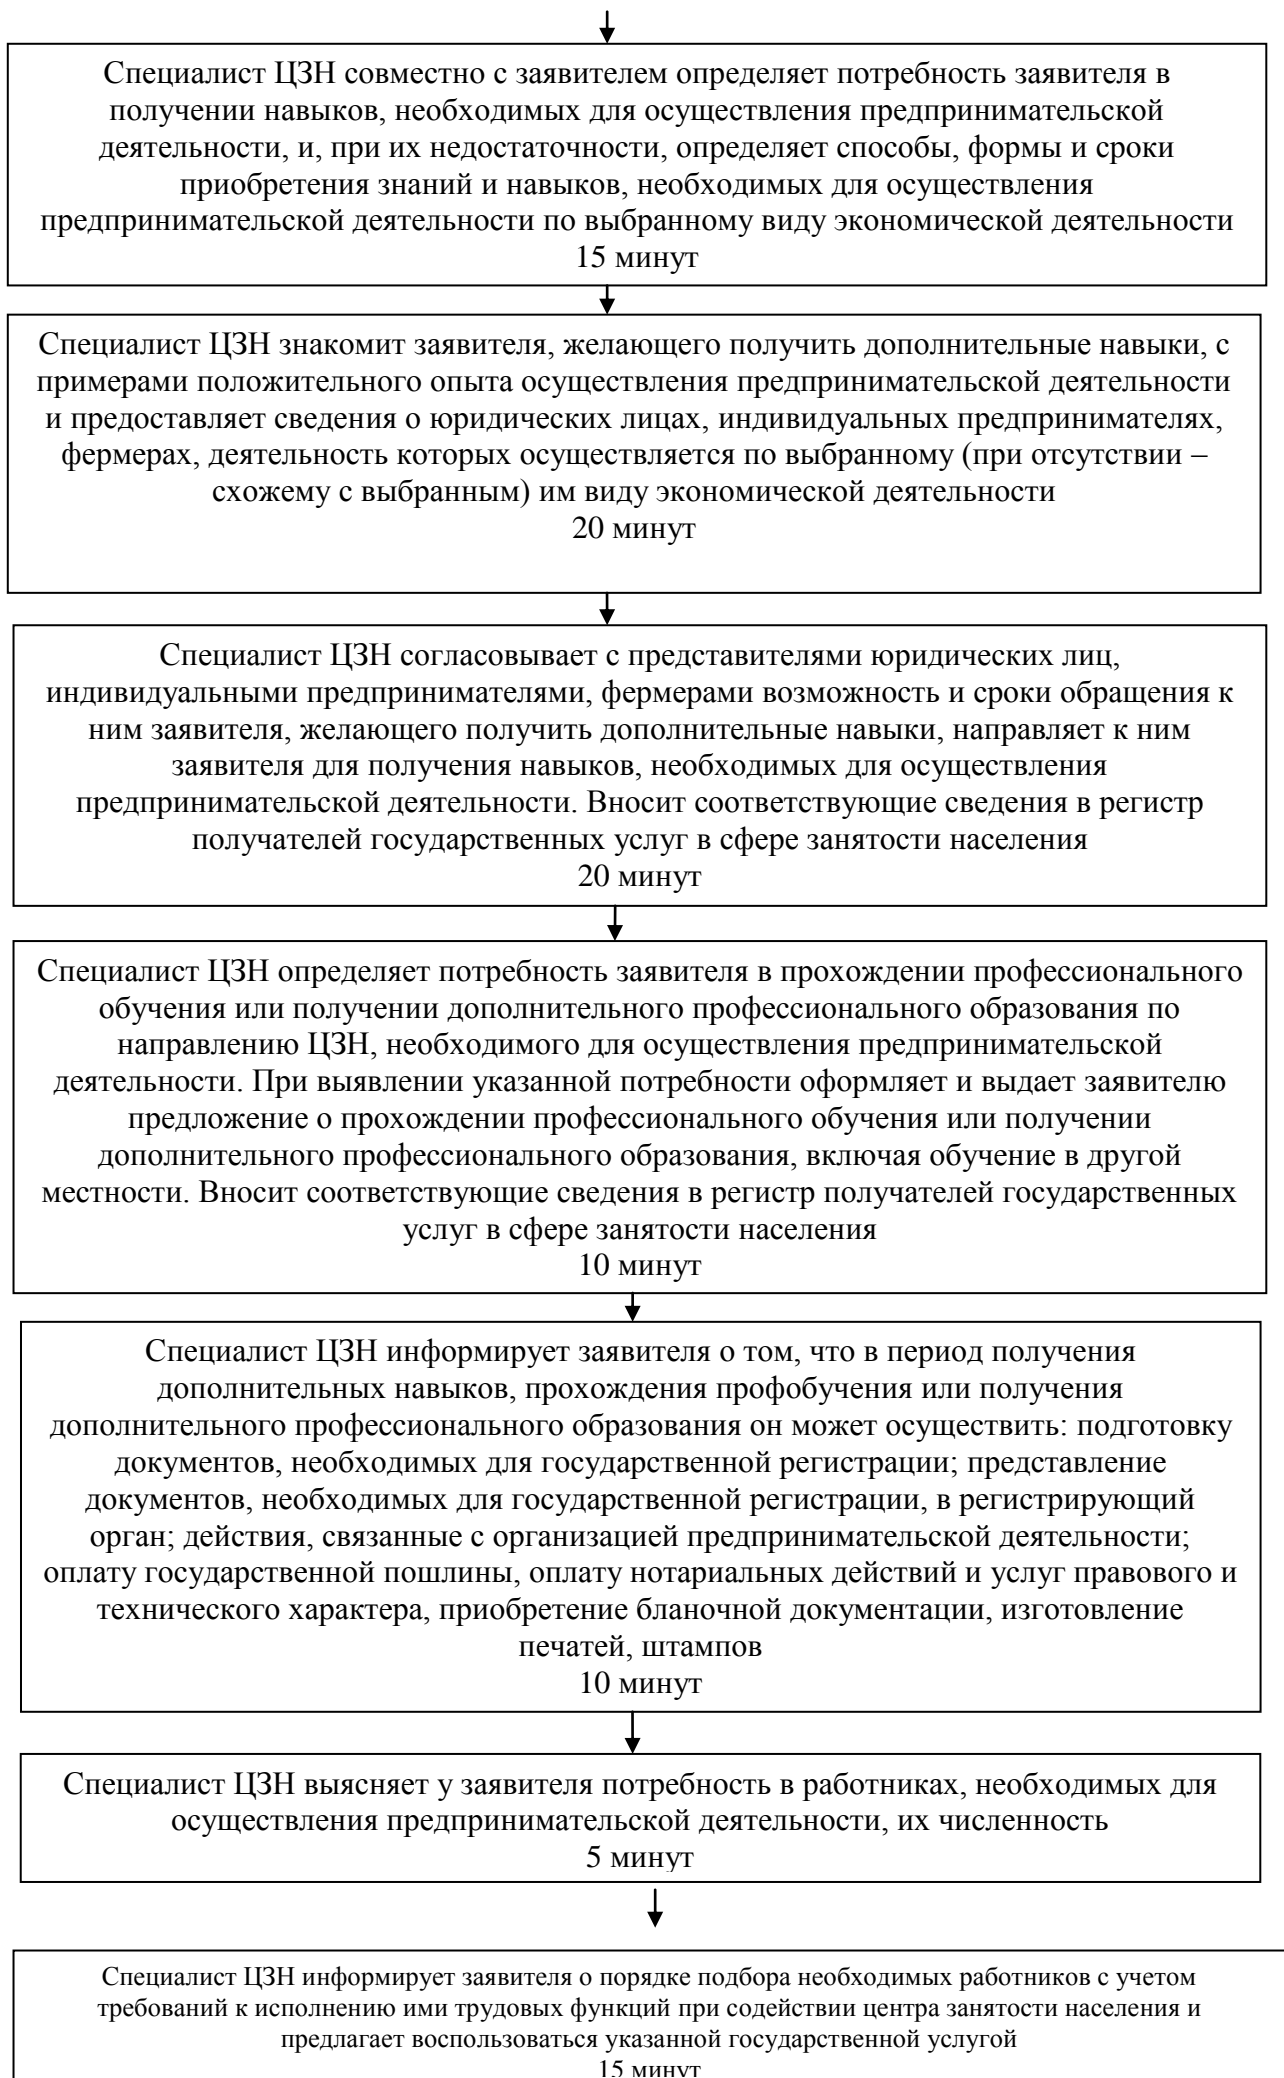 Специалист ЦЗН совместно с заявителем определяет потребность заявителя в
получении навыков, необходимых для осуществления предпринимательской
деятельности, и, при их недостаточности, определяет способы, формы и сроки
приобретения знаний и навыков, необходимых для осуществления
предпринимательской деятельности по выбранному виду экономической деятельности
15 минут
Специалист ЦЗН знакомит заявителя, желающего получить дополнительные навыки, с
примерами положительного опыта осуществления предпринимательской деятельности
и предоставляет сведения о юридических лицах, индивидуальных предпринимателях,
фермерах, деятельность которых осуществляется по выбранному (при отсутствии –
схожему с выбранным) им виду экономической деятельности
20 минут
Специалист ЦЗН согласовывает с представителями юридических лиц,
индивидуальными предпринимателями, фермерами возможность и сроки обращения к
ним заявителя, желающего получить дополнительные навыки, направляет к ним
заявителя для получения навыков, необходимых для осуществления
предпринимательской деятельности. Вносит соответствующие сведения в регистр
получателей государственных услуг в сфере занятости населения
20 минут
Специалист ЦЗН определяет потребность заявителя в прохождении профессионального
обучения или получении дополнительного профессионального образования по
направлению ЦЗН, необходимого для осуществления предпринимательской
деятельности. При выявлении указанной потребности оформляет и выдает заявителю
предложение о прохождении профессионального обучения или получении
дополнительного профессионального образования, включая обучение в другой
местности. Вносит соответствующие сведения в регистр получателей государственных
услуг в сфере занятости населения
10 минут
Специалист ЦЗН информирует заявителя о том, что в период получения
дополнительных навыков, прохождения профобучения или получения
дополнительного профессионального образования он может осуществить: подготовку
документов, необходимых для государственной регистрации; представление
документов, необходимых для государственной регистрации, в регистрирующий
орган; действия, связанные с организацией предпринимательской деятельности;
оплату государственной пошлины, оплату нотариальных действий и услуг правового и
технического характера, приобретение бланочной документации, изготовление
печатей, штампов
10 минут
Специалист ЦЗН выясняет у заявителя потребность в работниках, необходимых для
осуществления предпринимательской деятельности, их численность
5 минут
Специалист ЦЗН информирует заявителя о порядке подбора необходимых работников с учетом
требований к исполнению ими трудовых функций при содействии центра занятости населения и
предлагает воспользоваться указанной государственной услугой
15 минут